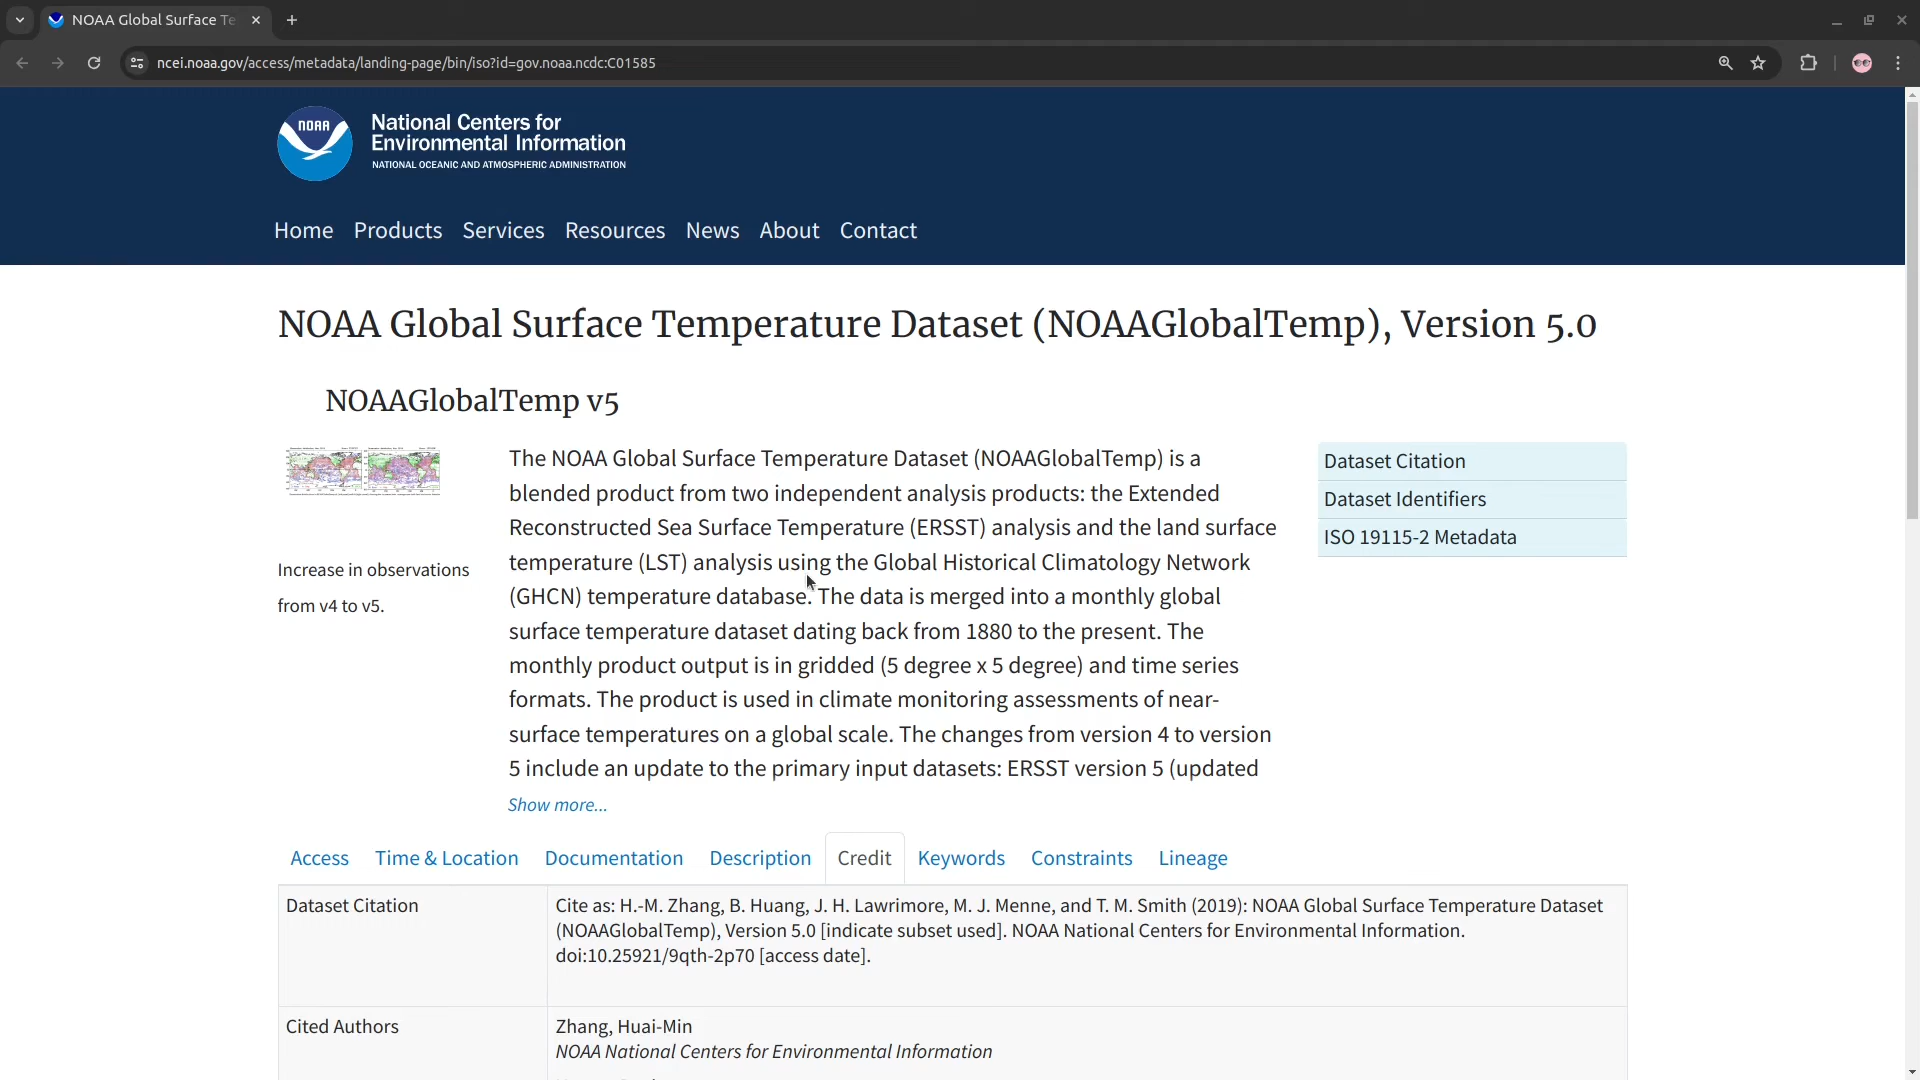 NOAA Global Surface Te
ncei.noaa.gov/access/metadata/landing-page/bin/iso?id=gov.noaa.ncdc:C01585
NOAA
National Centers for
Environmental Information
NATIONAL OCEANIC AND ATMOSPHERIC ADMINISTRATION
Home Products Services Resources News About Contact
NOAA Global Surface Temperature Dataset (NOAAGlobalTemp), Version 5.0
NOAAGlobalTemp v5
Increase in observations
from v4 to v5.
The NOAA Global Surface Temperature Dataset (NOAAGlobalTemp) is a
blended product from two independent analysis products: the Extended
Reconstructed Sea Surface Temperature (ERSST) analysis and the land surface
temperature (LST) analysis using the Global Historical Climatology Network
(GHCN) temperature database. The data is merged into a monthly global
surface temperature dataset dating back from 1880 to the present. The
monthly product output is in gridded (5 degree x 5 degree) and time series
formats. The product is used in climate monitoring assessments of near-
surface temperatures on a global scale. The changes from version 4 to version
5 include an update to the primary input datasets: ERSST version 5 (updated
Show more...
Dataset Citation
Dataset Identifiers
ISO 19115-2 Metadata
Access Time & Location Documentation Description Credit Keywords Constraints Lineage
Dataset Citation
Cite as: H.-M. Zhang, B. Huang, J. H. Lawrimore, M. J. Menne, and T. M. Smith (2019): NOAA Global Surface Temperature Dataset
(NOAAGlobalTemp), Version 5.0 [indicate subset used]. NOAA National Centers for Environmental Information.
doi:10.25921/9qth-2p70 [access date].
Cited Authors
Zhang, Huai-Min
NOAA National Centers for Environmental Information